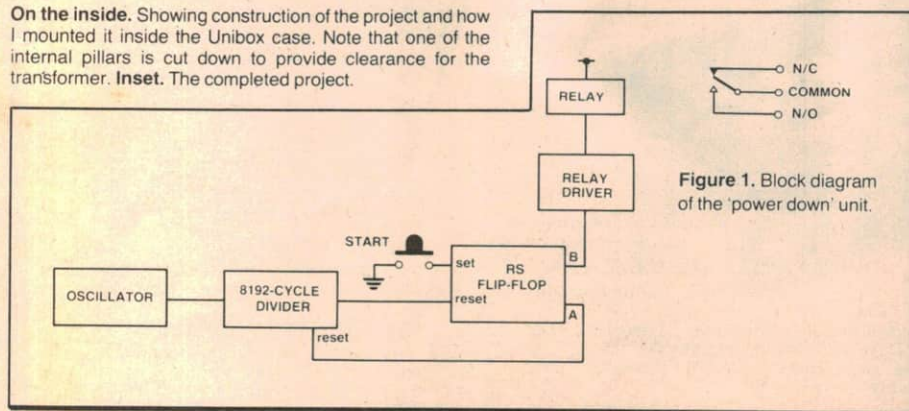 On the inside. Showing construction of the project and how
I mounted it inside the Unibox case. Note that one of the
internal pillars is cut down to provide clearance for the
transformer. Inset. The completed project.
RELAY
N/C
COMMON
N/O
RELAY
DRIVER
Figure 1. Block diagram
of the 'power down' unit.
START
OSCILLATOR
8192-CYCLE
DIVIDER
reset
set
reset
RS
FLIP-FLOP
B
A